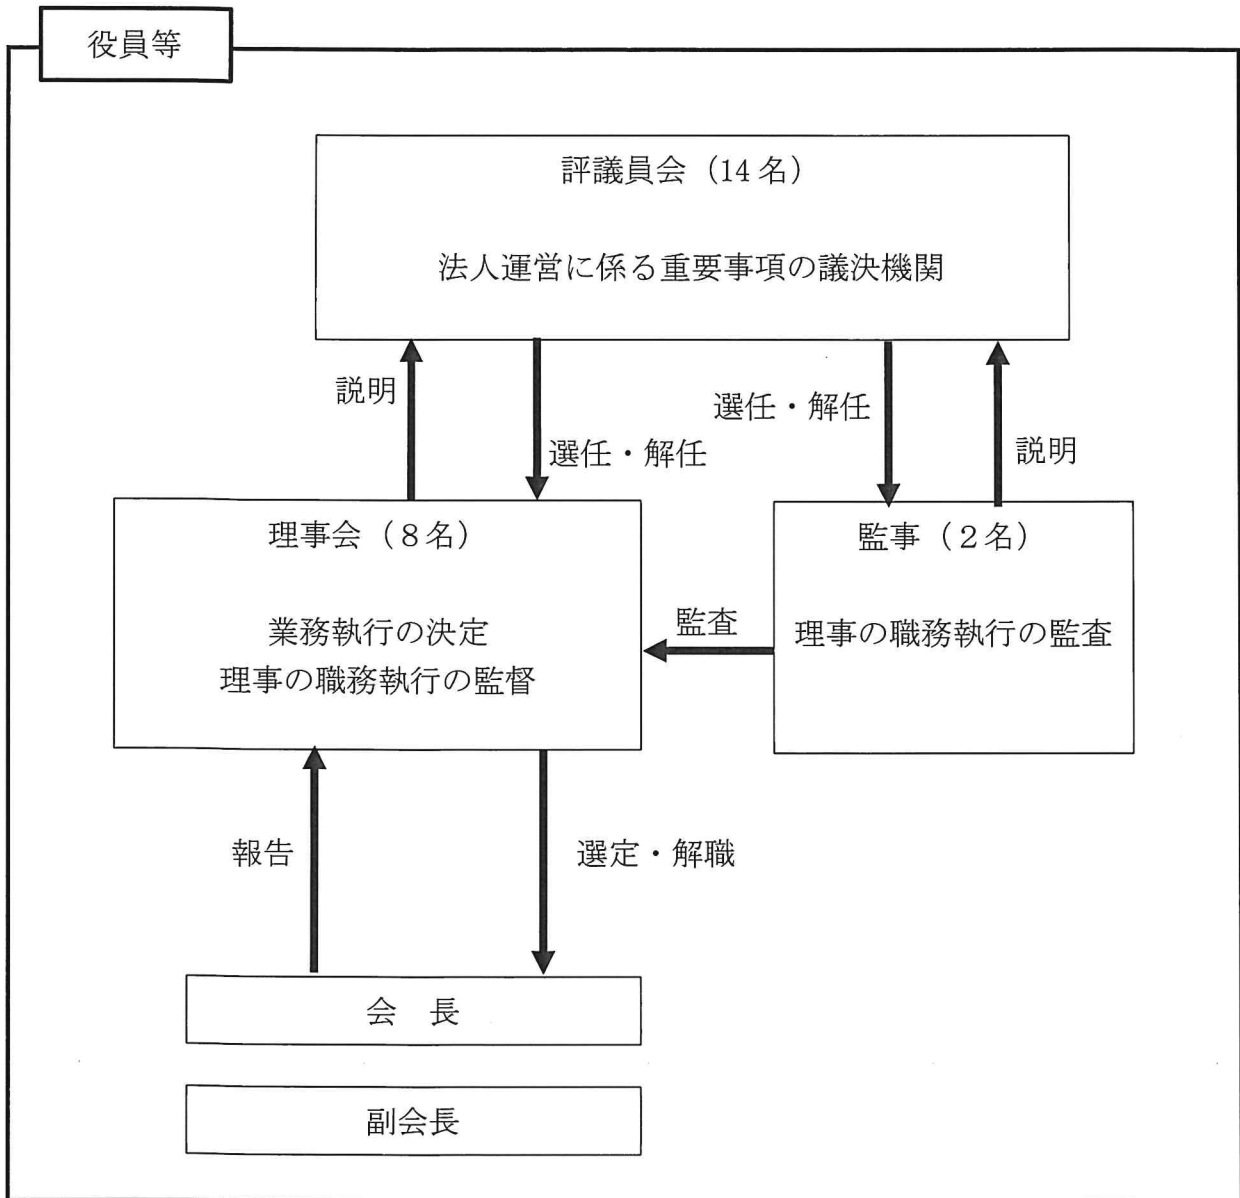 役員等
評議員会（14名）
法人運営に係る重要事項の議決機関
説明
選任・解任
選任・解任
説明
理事会（８名）
業務執行の決定
理事の職務執行の監督
監査
監事（２名）
理事の職務執行の監査
報告
選定・解職
会　長
副会長